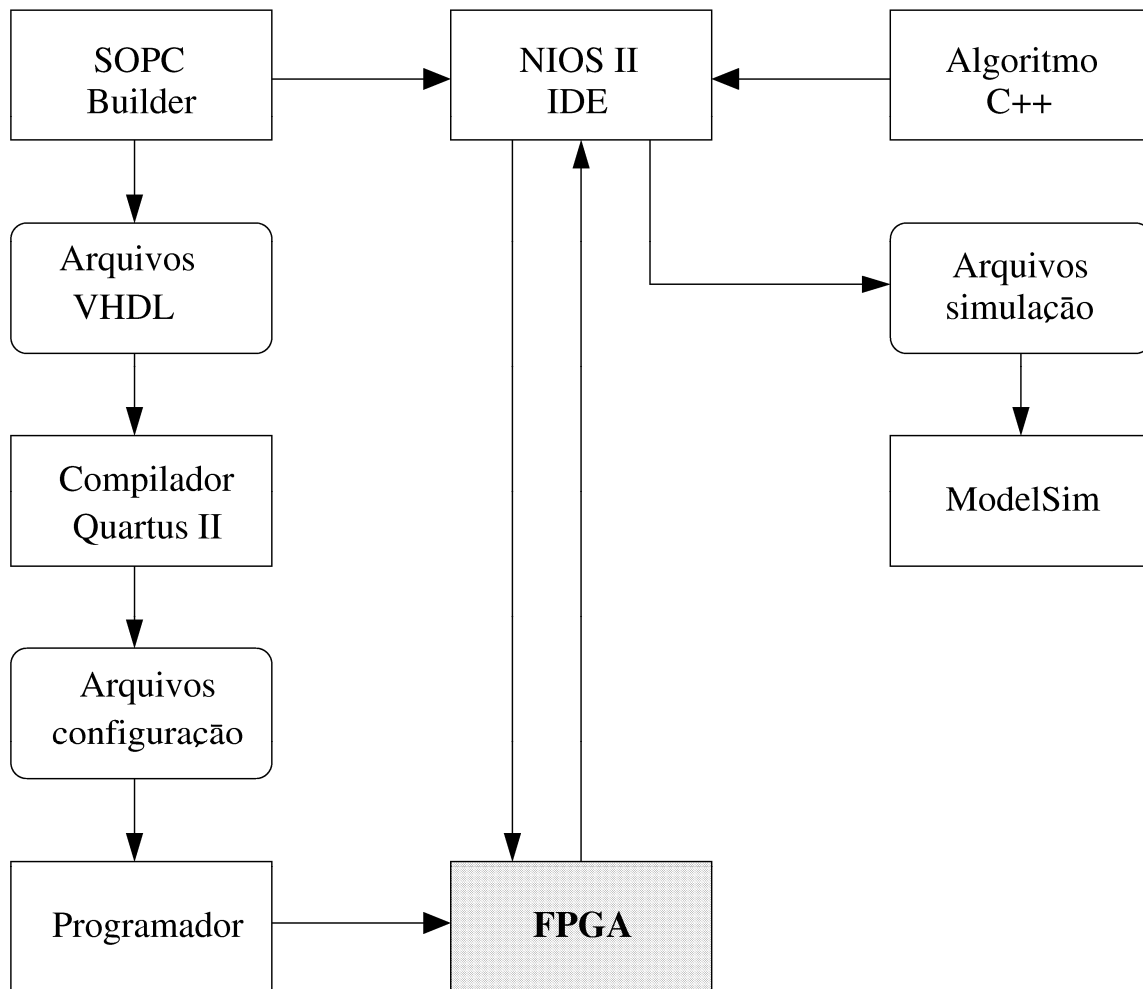 SOPC
Builder
NIOS II
IDE
Algoritmo
C++
Arquivos
VHDL
Arquivos
simulação
Compilador
Quartus II
ModelSim
Arquivos
configuração
Programador
FPGA